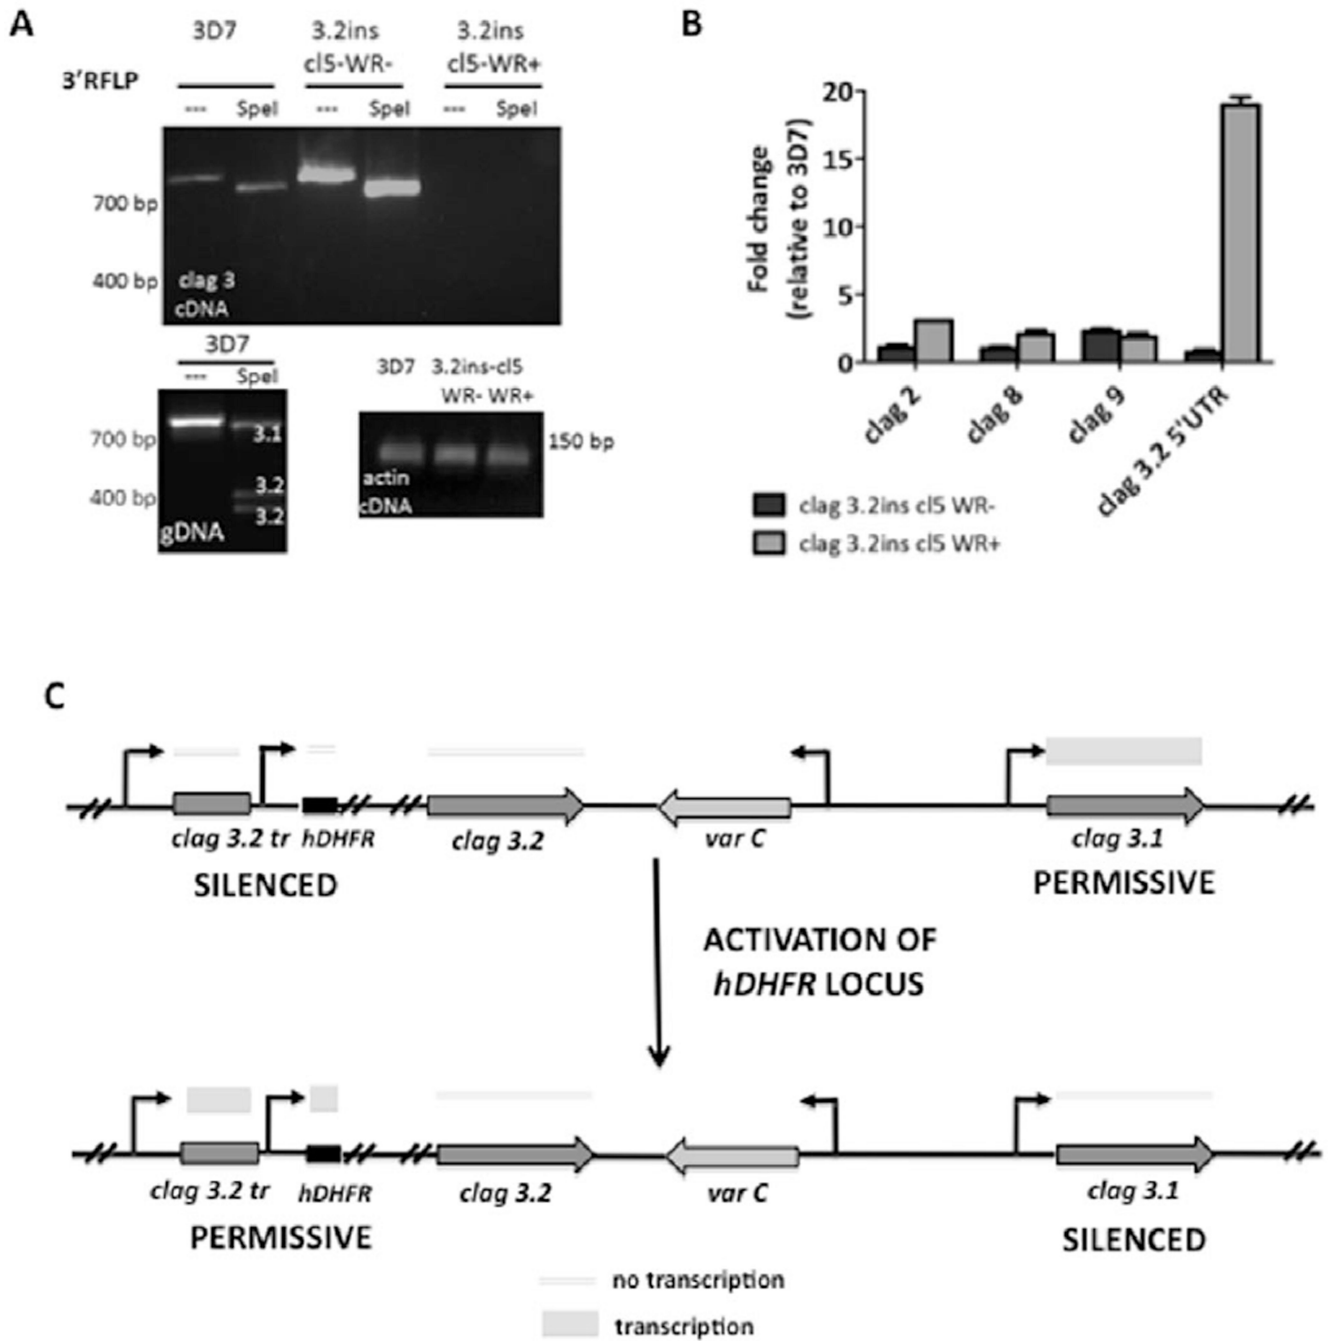 A
3D7
3.2ins
cl5-WR-
3.2ins
cl5-WR+
3'RFLP
--- SpeI --- SpeI --- SpeI
700 bp
400 bp
clag 3
cDNA
3D7
--- SpeI
700 bp
400 bp
3.1
3.2
3.2
gDNA
3D7 3.2ins-cl5
WR- WR+
150 bp
actin
cDNA
B
Fold change
(relative to 3D7)
20
15
10
5
0
clag 2
clag 8
clag 9
clag 3.2 5'UTR
clag 3.2ins cl5 WR-
clag 3.2ins cl5 WR+
C
clag 3.2 tr hDHFR clag 3.2 var C clag 3.1
SILENCED PERMISSIVE
ACTIVATION OF
hDHFR LOCUS
clag 3.2 tr hDHFR clag 3.2 var C clag 3.1
PERMISSIVE SILENCED
no transcription
transcription